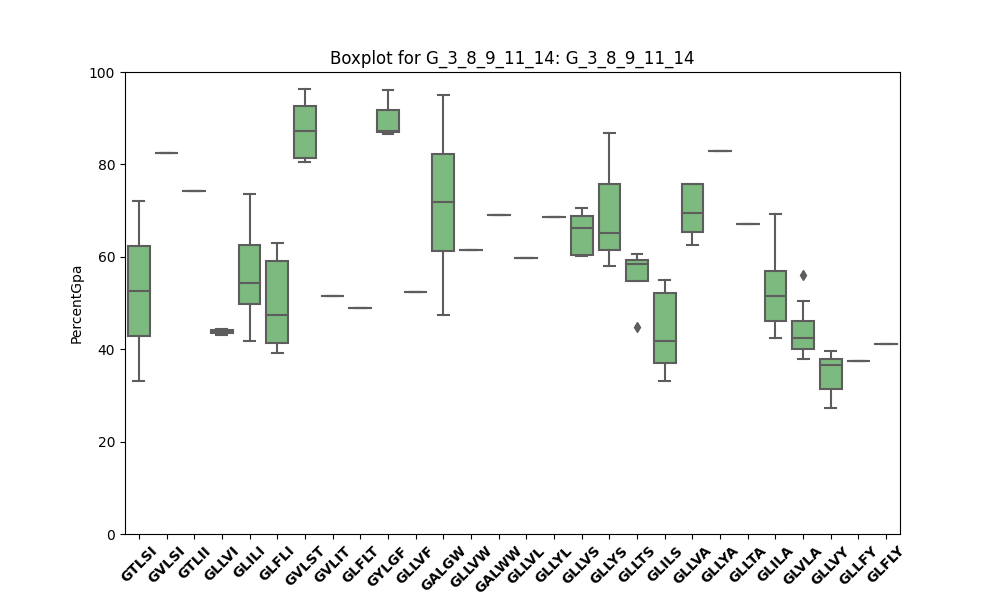 Boxplot for G_3_8_9_11_14: G_3_8_9_11_14
PercentGpa
100
80
60
40
20
0
GTLSI
GVLSI
GTLII
GLLVI
GLILI
GLFLI
GVLST
GVLIT
GLFLT
GYLGF
GLLVF
GALGW
GLLVW
GALWW
GLLVL
GLLYL
GLLVS
GLLYS
GLLTS
GLILS
GLLVA
GLLYA
GLLTA
GLILA
GLVLA
GLLVY
GLLFY
GLFLY